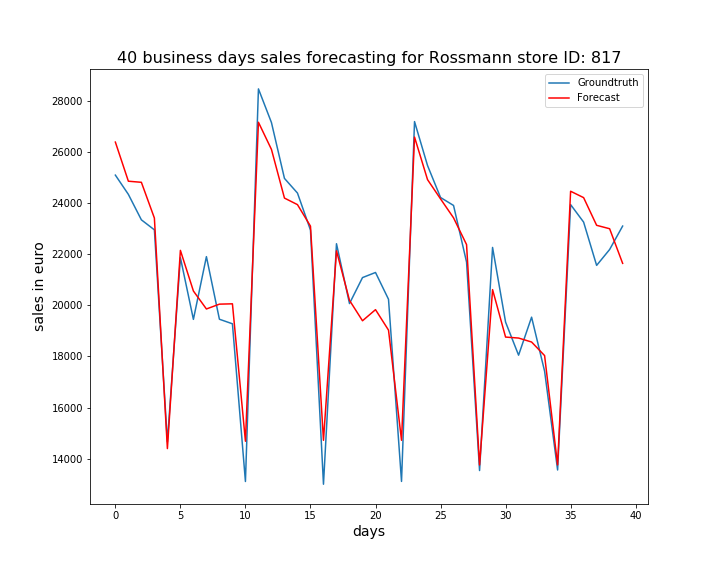 40 business days sales forecasting for Rossmann store ID: 817
Groundtruth
Forecast
28000
26000
24000
22000
20000
18000
16000
14000
sales in euro
0 5 10 15 20 25 30 35 40
days